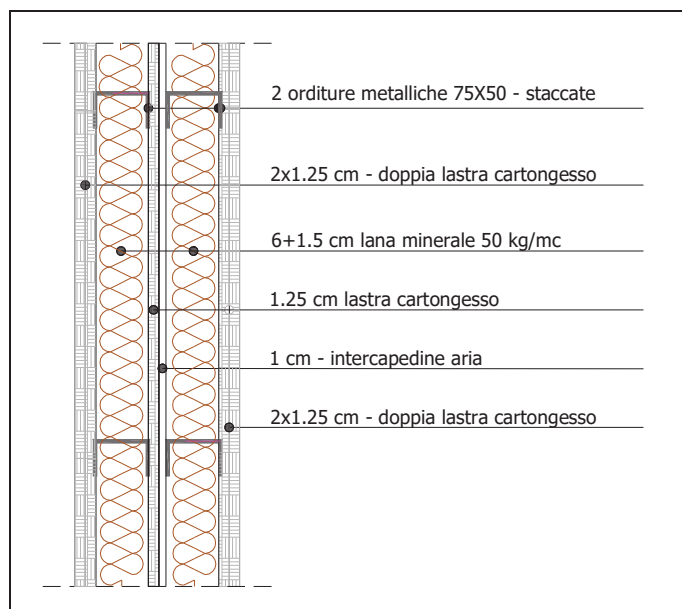 2 orditure metalliche 75X50 - staccate
2x1.25 cm - doppia lastra cartongesso
6+1.5 cm lana minerale 50 kg/mc
1.25 cm lastra cartongesso
1 cm - intercapedine aria
2x1.25 cm - doppia lastra cartongesso